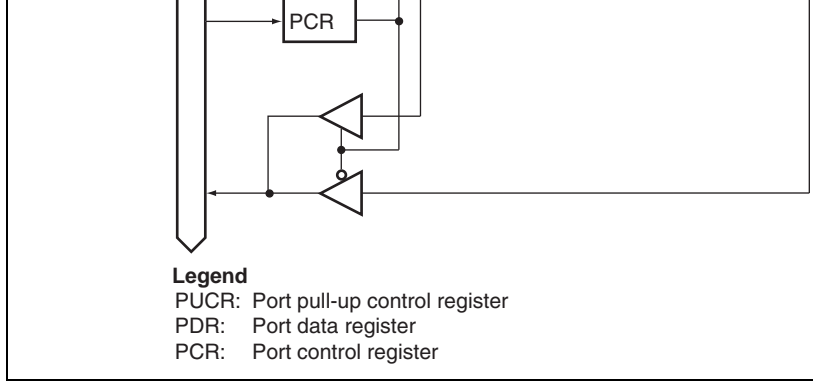 PCR
Legend
PUCR: Port pull-up control register
PDR: Port data register
PCR: Port control register